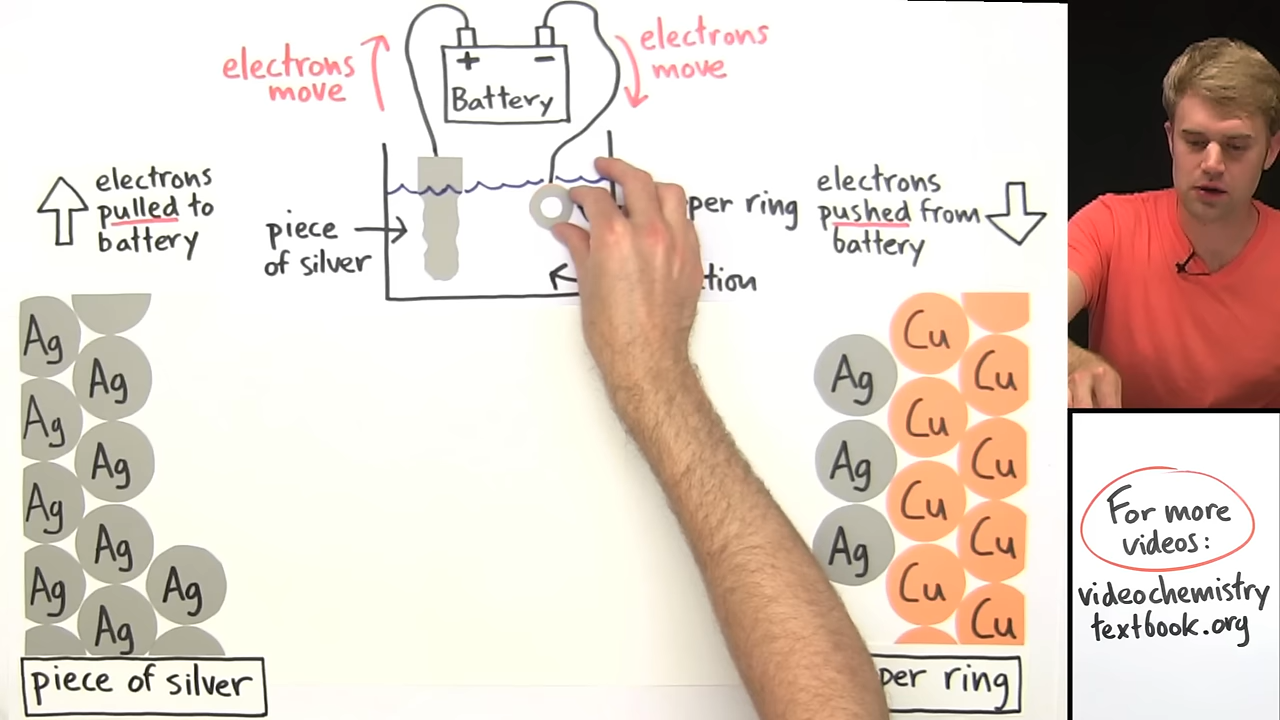 electrons
move
+
−
Battery
electrons
move
electrons
pulled to
battery
piece
of silver
per ring
tion
electrons
pushed from
battery
Ag
Ag
Ag
Ag
Ag
Ag
Ag
Ag
Ag
piece of silver
Ag
Ag
Ag
Cu
Cu
Cu
Cu
Cu
Cu
Cu
Cu
per ring
For more
videos:
videochemistry
textbook.org